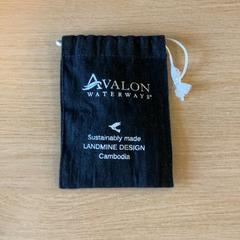 AVALON
WATERWAYS®
Sustainably made
LANDMINE DESIGN
Cambodia